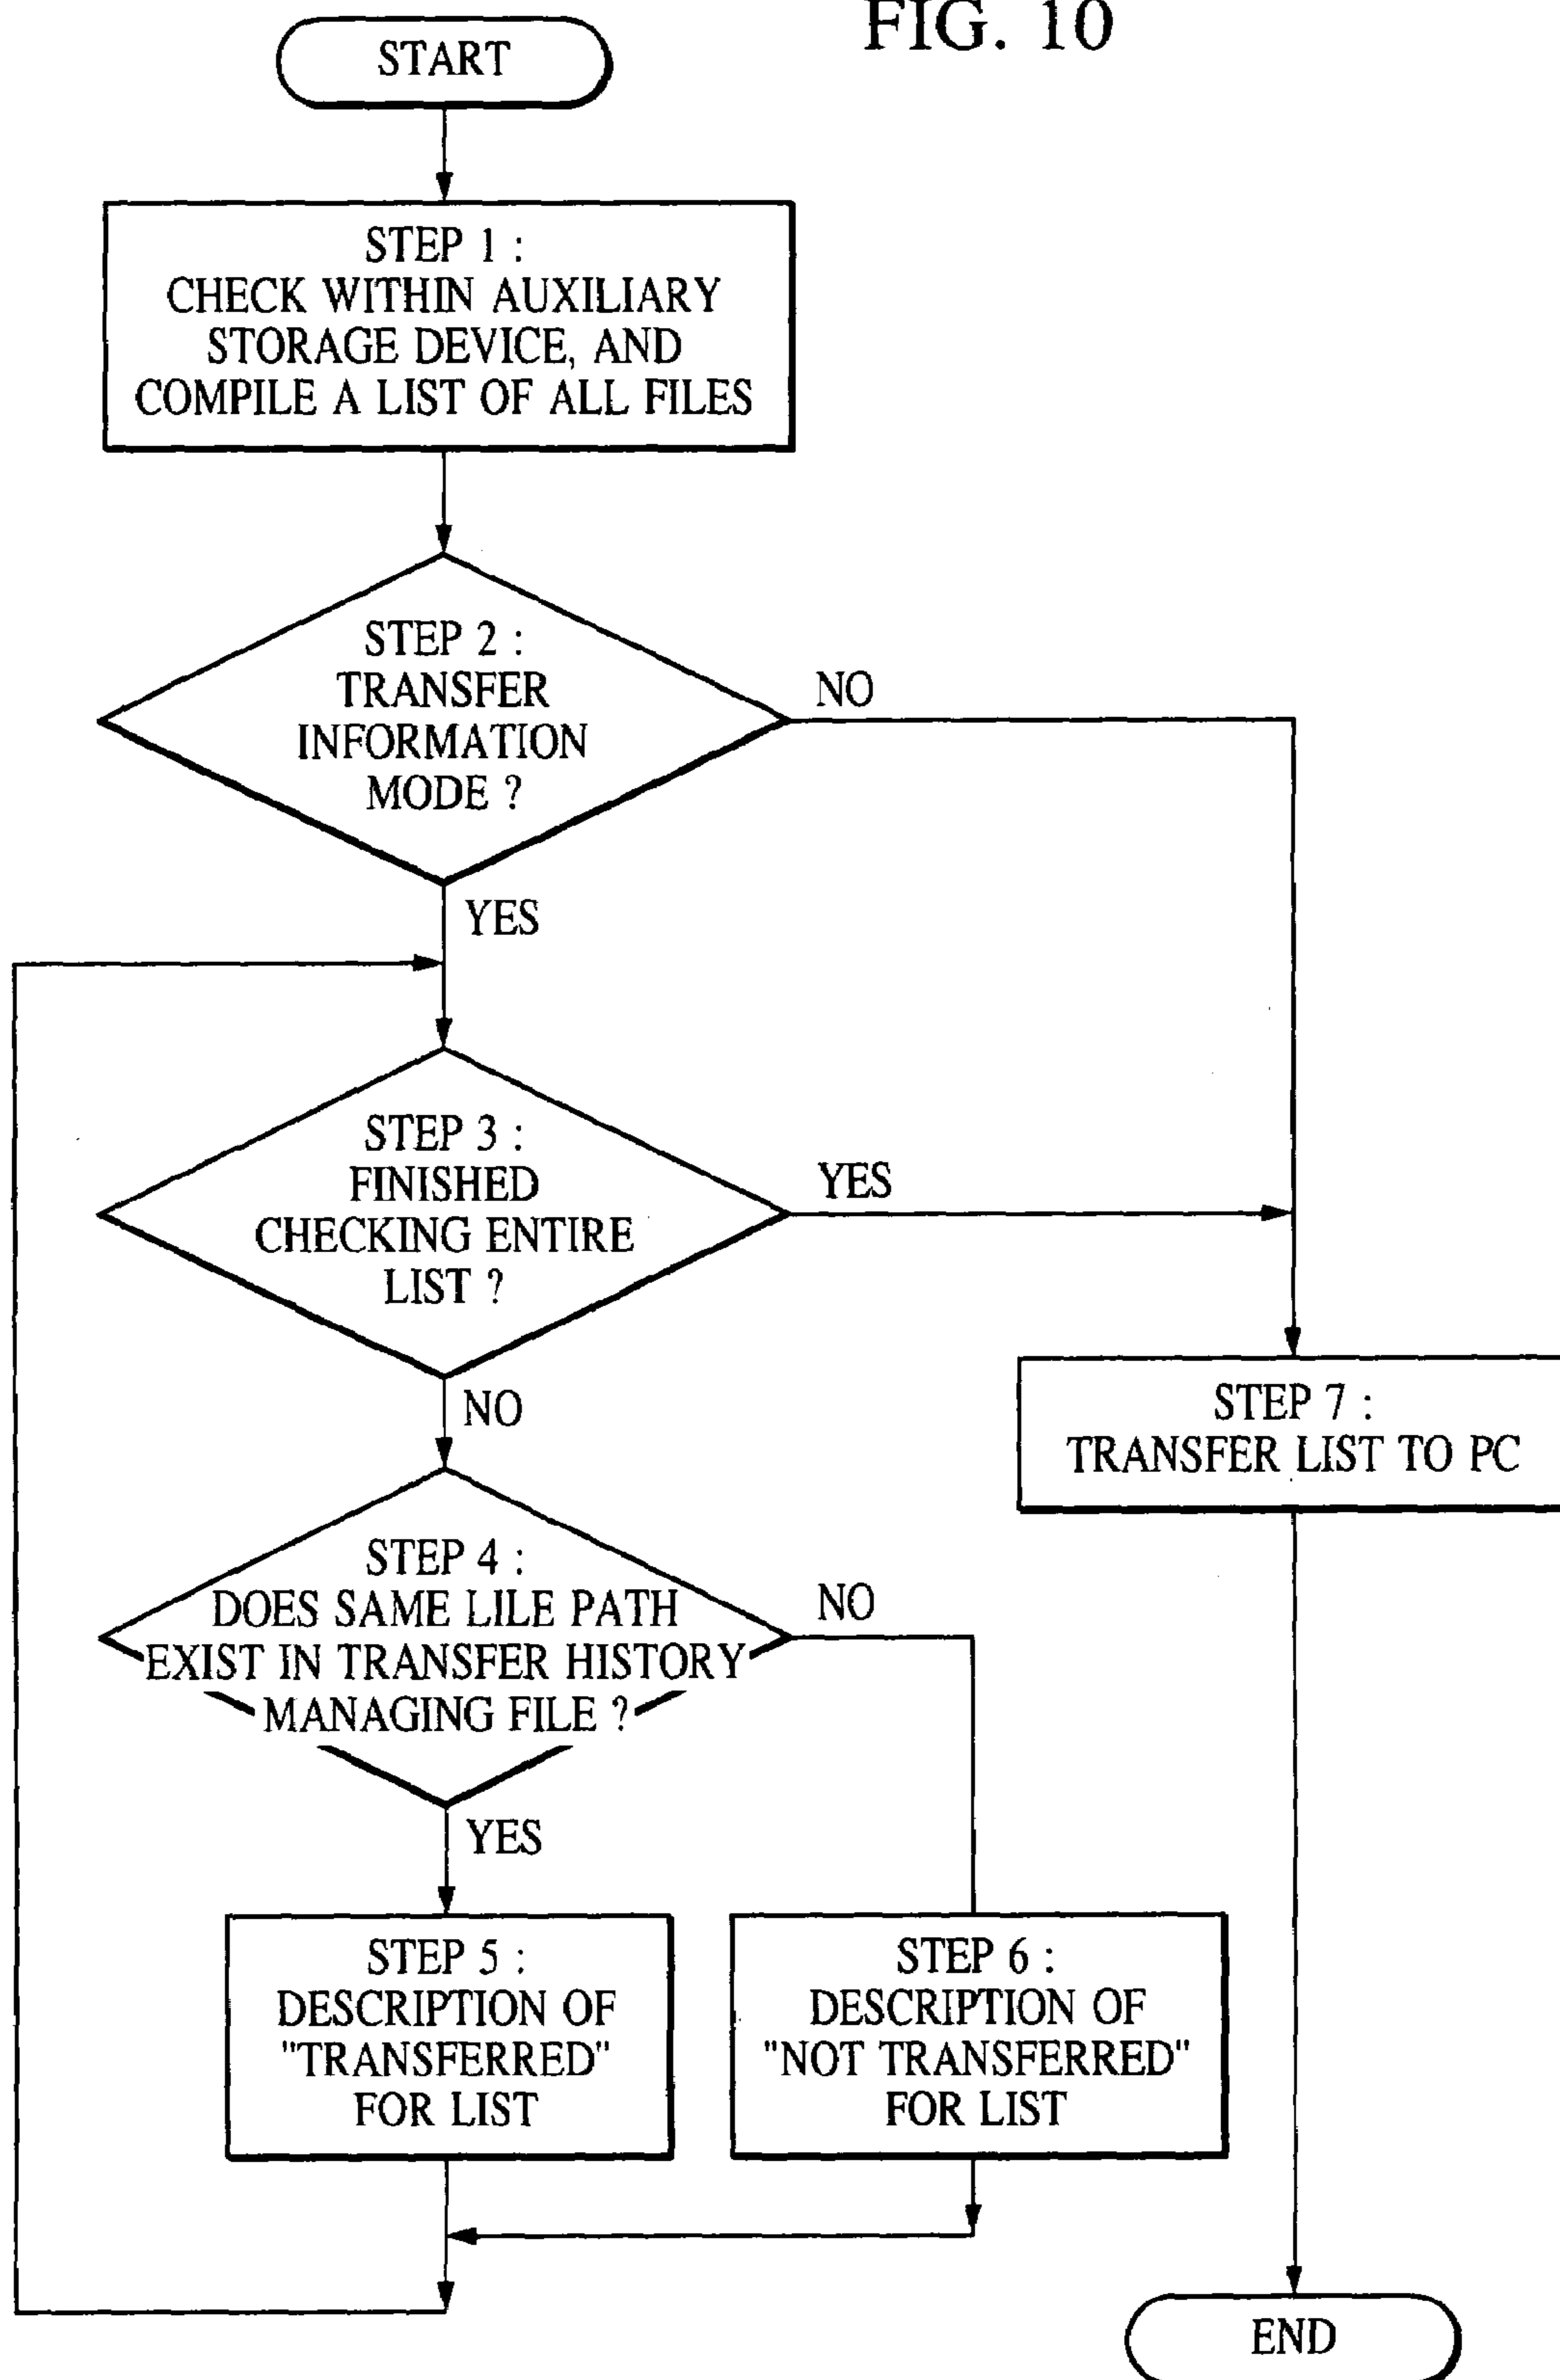 FIG. 10
START
STEP 1 :
CHECK WITHIN AUXILIARY
STORAGE DEVICE, AND
COMPILE A LIST OF ALL FILES
STEP 2 :
TRANSFER
INFORMATION
MODE ?
NO
YES
STEP 3 :
FINISHED
CHECKING ENTIRE
LIST ?
YES
NO
STEP 7 :
TRANSFER LIST TO PC
STEP 4 :
DOES SAME LILE PATH
EXIST IN TRANSFER HISTORY
MANAGING FILE ?
NO
YES
STEP 5 :
DESCRIPTION OF
"TRANSFERRED"
FOR LIST
STEP 6 :
DESCRIPTION OF
"NOT TRANSFERRED"
FOR LIST
END